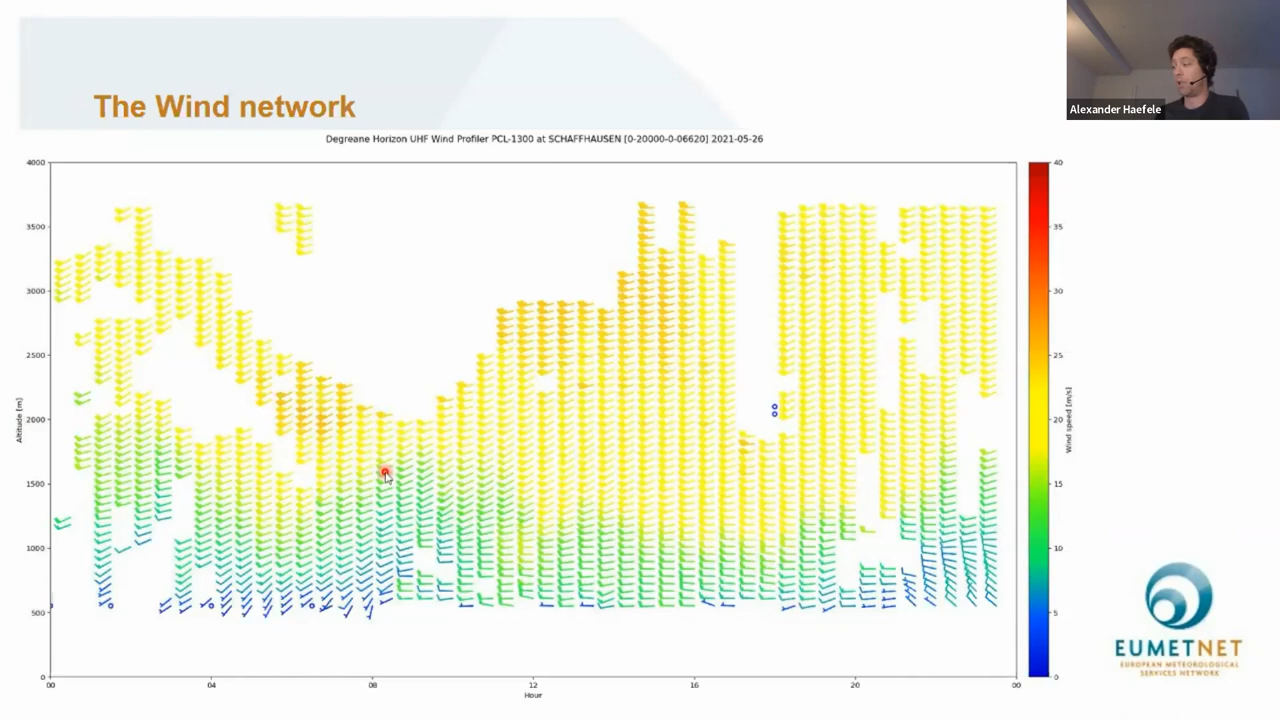 Alexander Haefele
The Wind network
Degreane Horizon UHF Wind Profiler PCL-1300 at SCHAFFHAUSEN [0-20000-0-06620] 2021-05-26
4000
3500
3000
2500
2000
1500
1000
500
0
Altitude [m]
00
04
08
12
16
20
00
Hour
40
35
30
25
20
15
10
5
0
Wind speed [m/s]
EUMETNET
EUROPEAN METEOROLOGICAL
SERVICES NETWORK